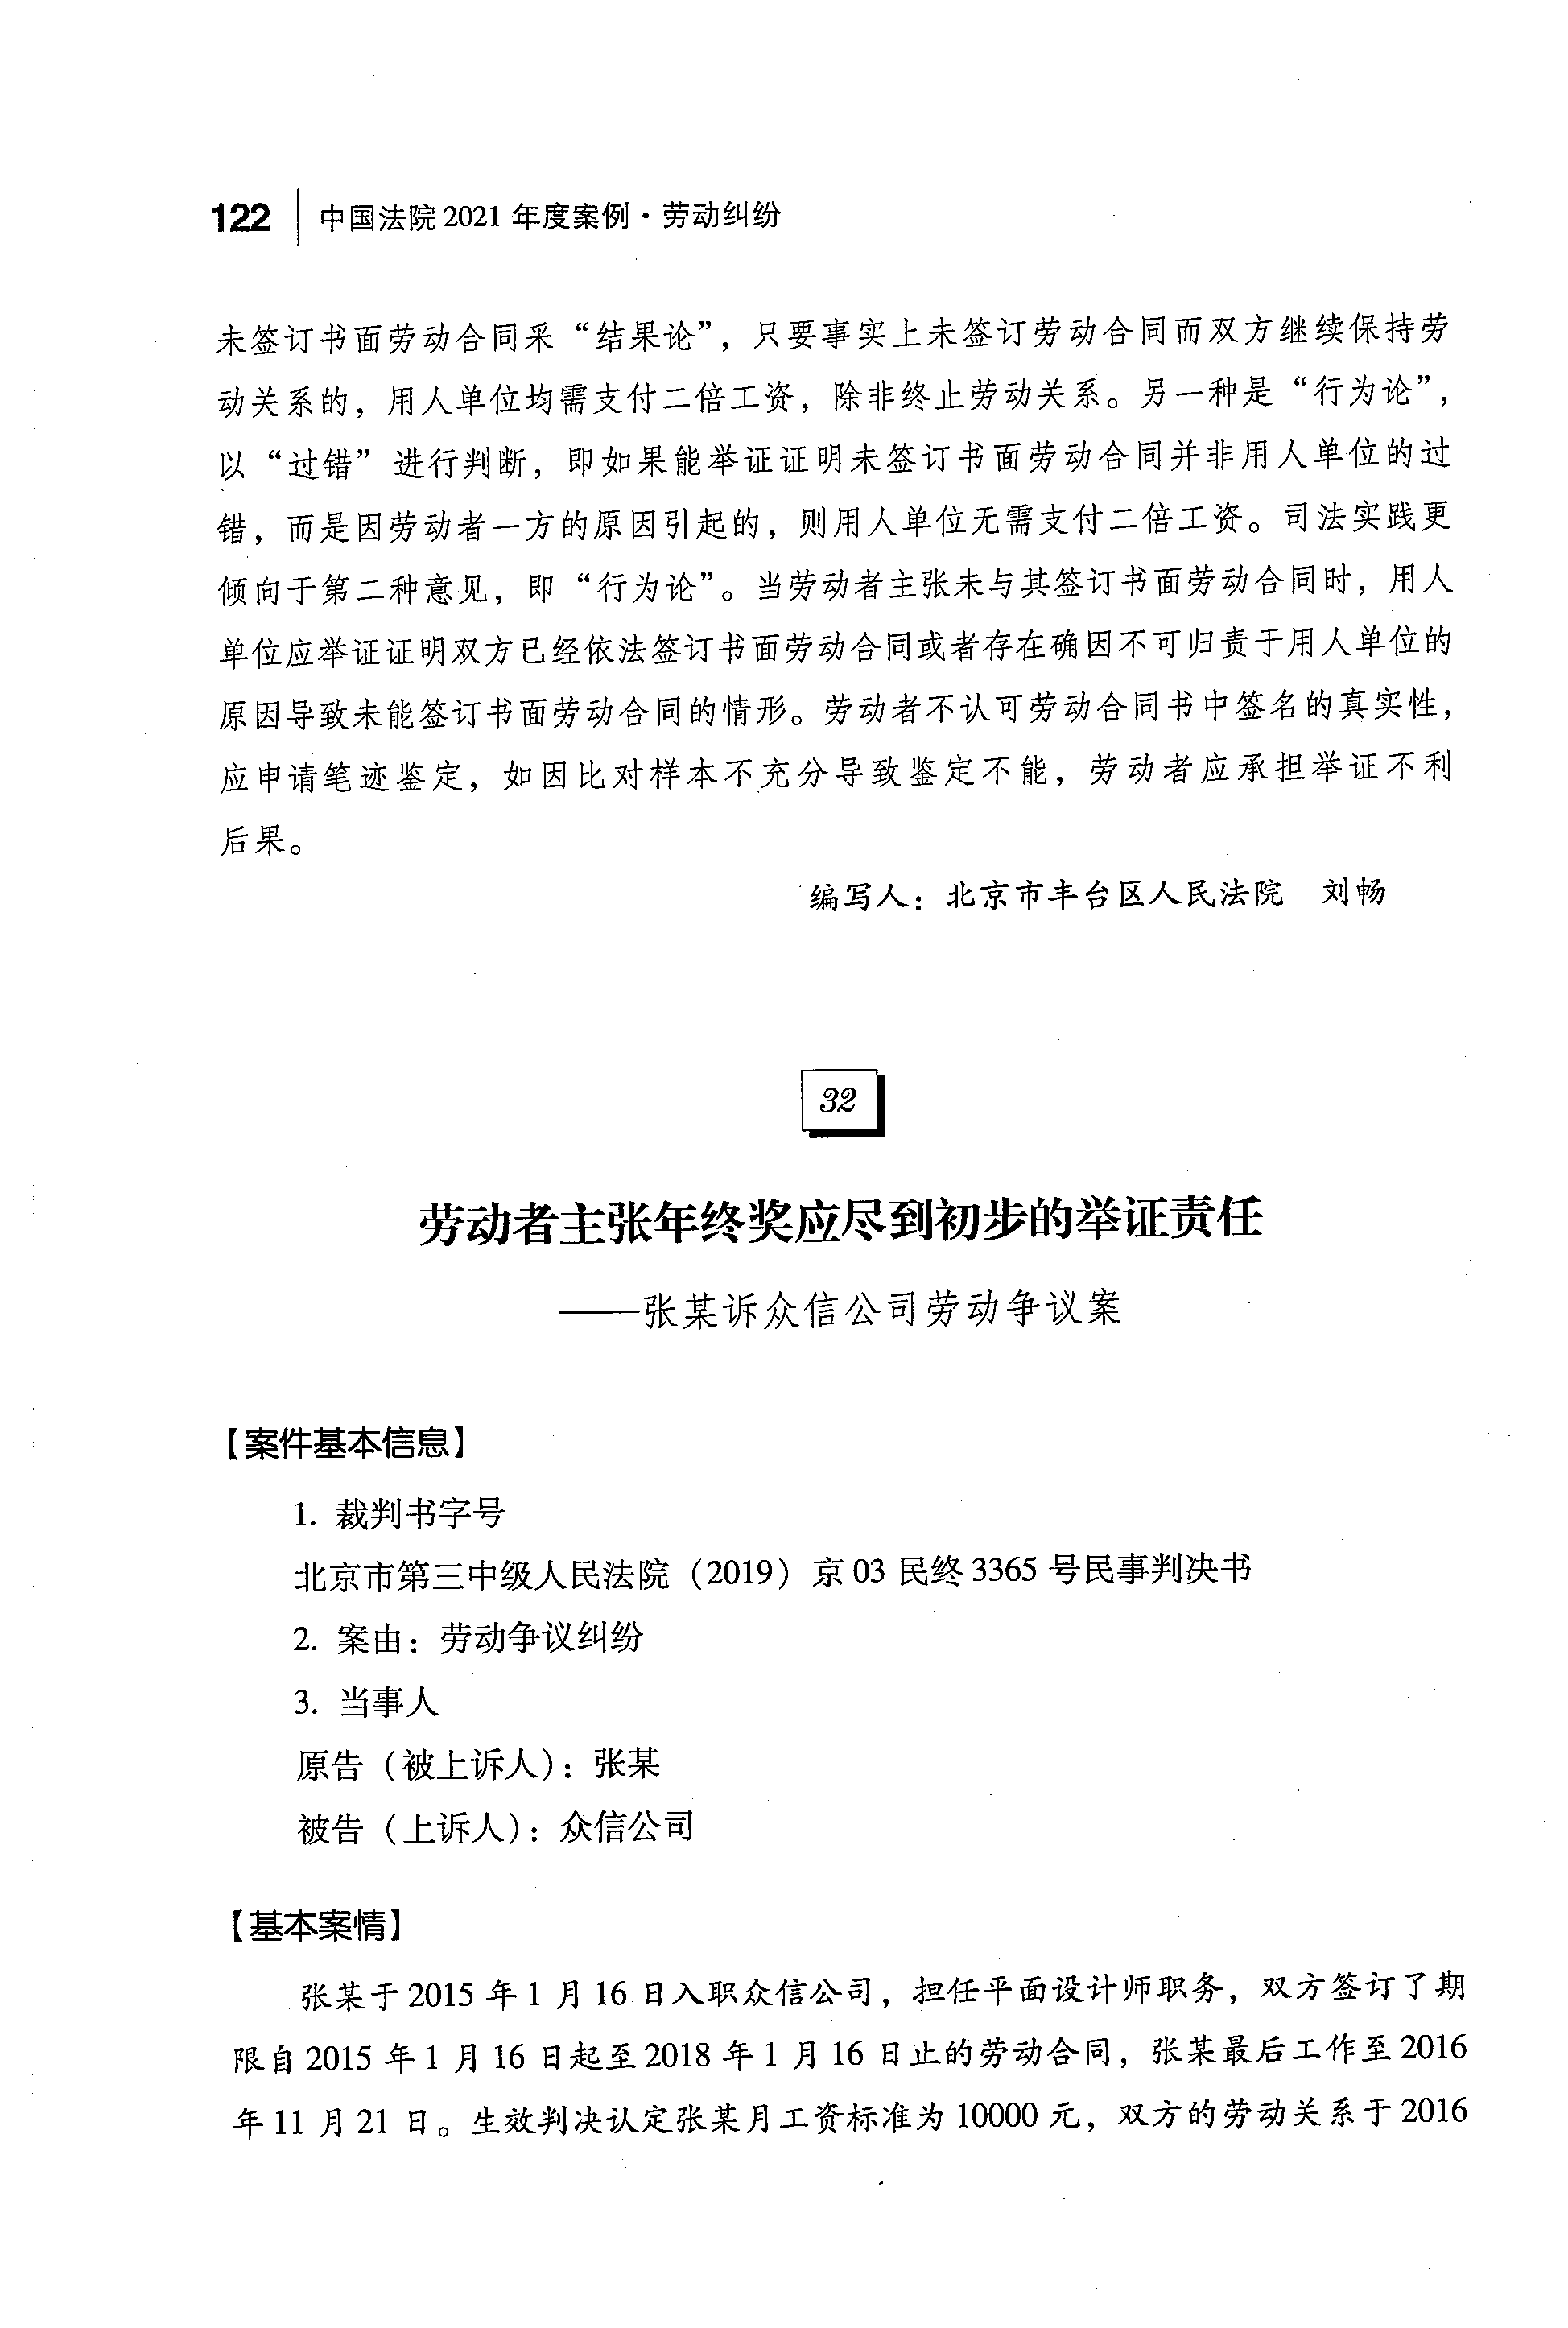 122 中国法院2021年度案例·劳动纠纷
未签订书面劳动合同采“结果论”，只要事实上未签订劳动合同而双方继续保持劳
动关系的，用人单位均需支付二倍工资，除非终止劳动关系。另一种是“行为论”，
以“过错”进行判断，即如果能举证证明未签订书面劳动合同并非用人单位的过
错，而是因劳动者一方的原因引起的，则用人单位无需支付二倍工资。司法实践更
倾向于第二种意见，即“行为论”。当劳动者主张未与其签订书面劳动合同时，用人
单位应举证证明双方已经依法签订书面劳动合同或者存在确因不可归责于用人单位的
原因导致未能签订书面劳动合同的情形。劳动者不认可劳动合同书中签名的真实性，
应申请笔迹鉴定，如因比对样本不充分导致鉴定不能，劳动者应承担举证不利
后果。
编写人：北京市丰台区人民法院 刘畅
32
劳动者主张年终奖应尽到初步的举证责任
——张某诉众信公司劳动争议案
【案件基本信息】
1. 裁判书字号
北京市第三中级人民法院（2019）京03民终3365号民事判决书
2. 案由：劳动争议纠纷
3. 当事人
原告（被上诉人）：张某
被告（上诉人）：众信公司
【基本案情】
张某于2015年1月16日入职众信公司，担任平面设计师职务，双方签订了期
限自2015年1月16日起至2018年1月16日止的劳动合同，张某最后工作至2016
年11月21日。生效判决认定张某月工资标准为10000元，双方的劳动关系于2016